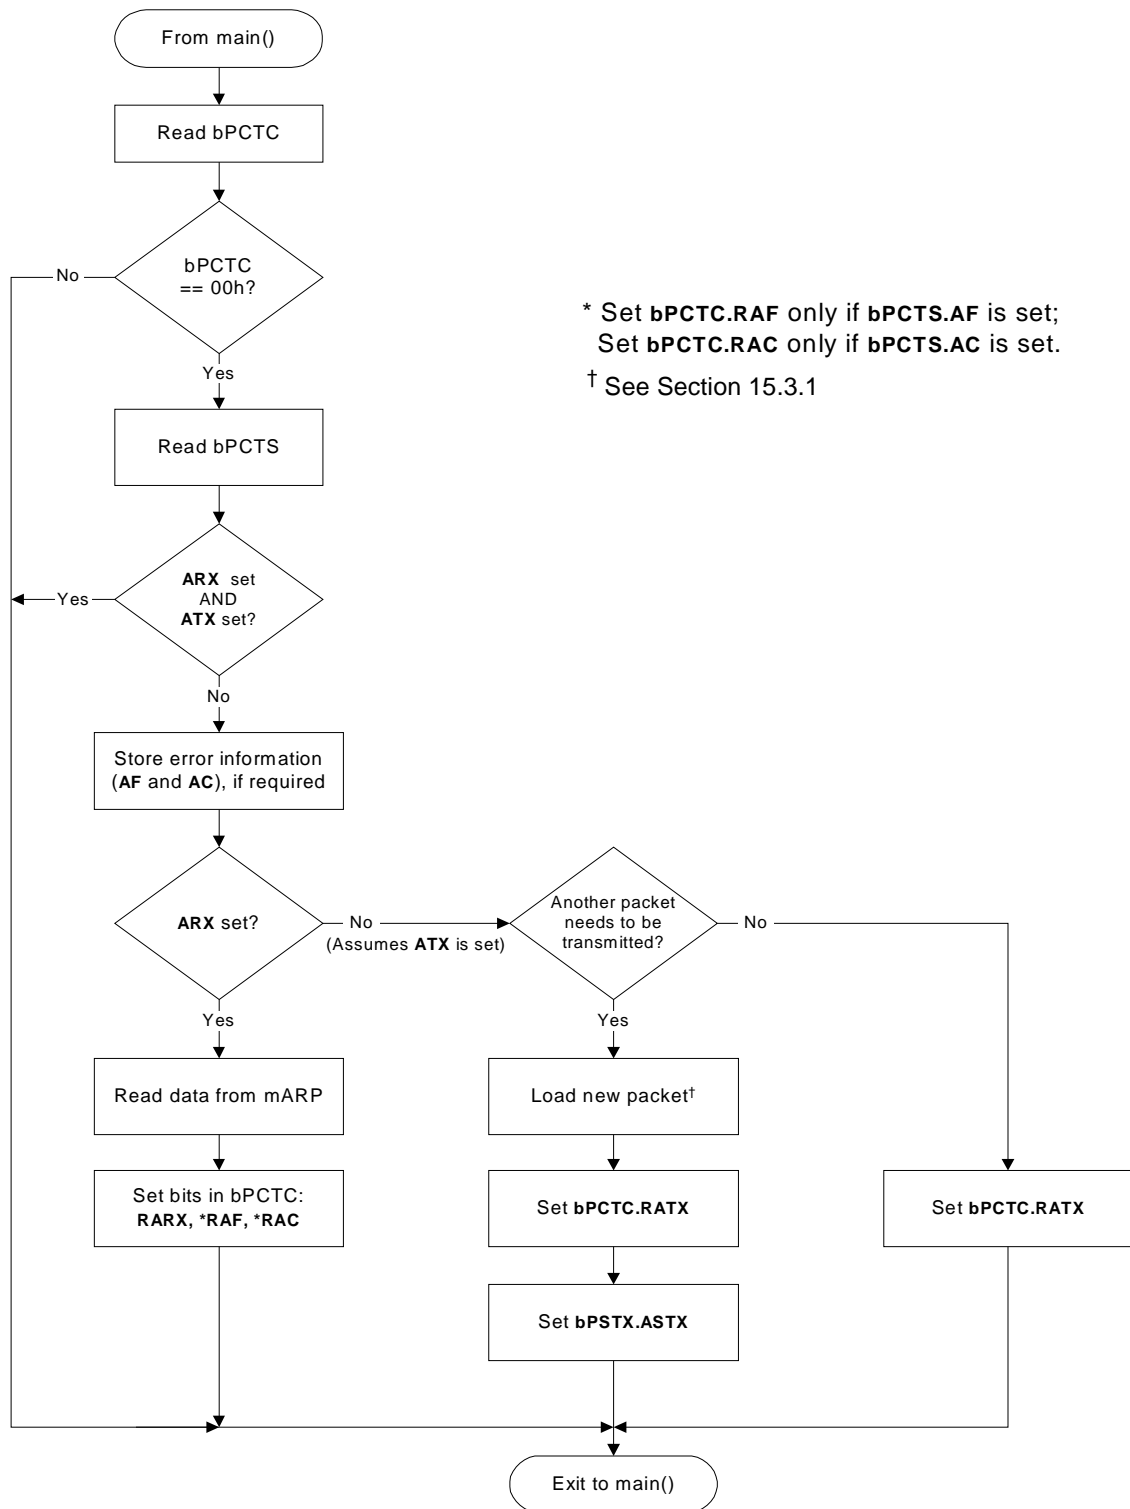 From main()
Read bPCTC
bPCTC
== 00h?
No
Yes
* Set bPCTC.RAF only if bPCTS.AF is set;
Set bPCTC.RAC only if bPCTS.AC is set.
† See Section 15.3.1
Read bPCTS
ARX set
AND
ATX set?
Yes
No
Store error information
(AF and AC), if required
ARX set?
No
(Assumes ATX is set)
Another packet
needs to be
transmitted?
No
Yes
Yes
Read data from mARP
Load new packet†
Set bits in bPCTC:
RARX, *RAF, *RAC
Set bPCTC.RATX
Set bPCTC.RATX
Set bPSTX.ASTX
Exit to main()